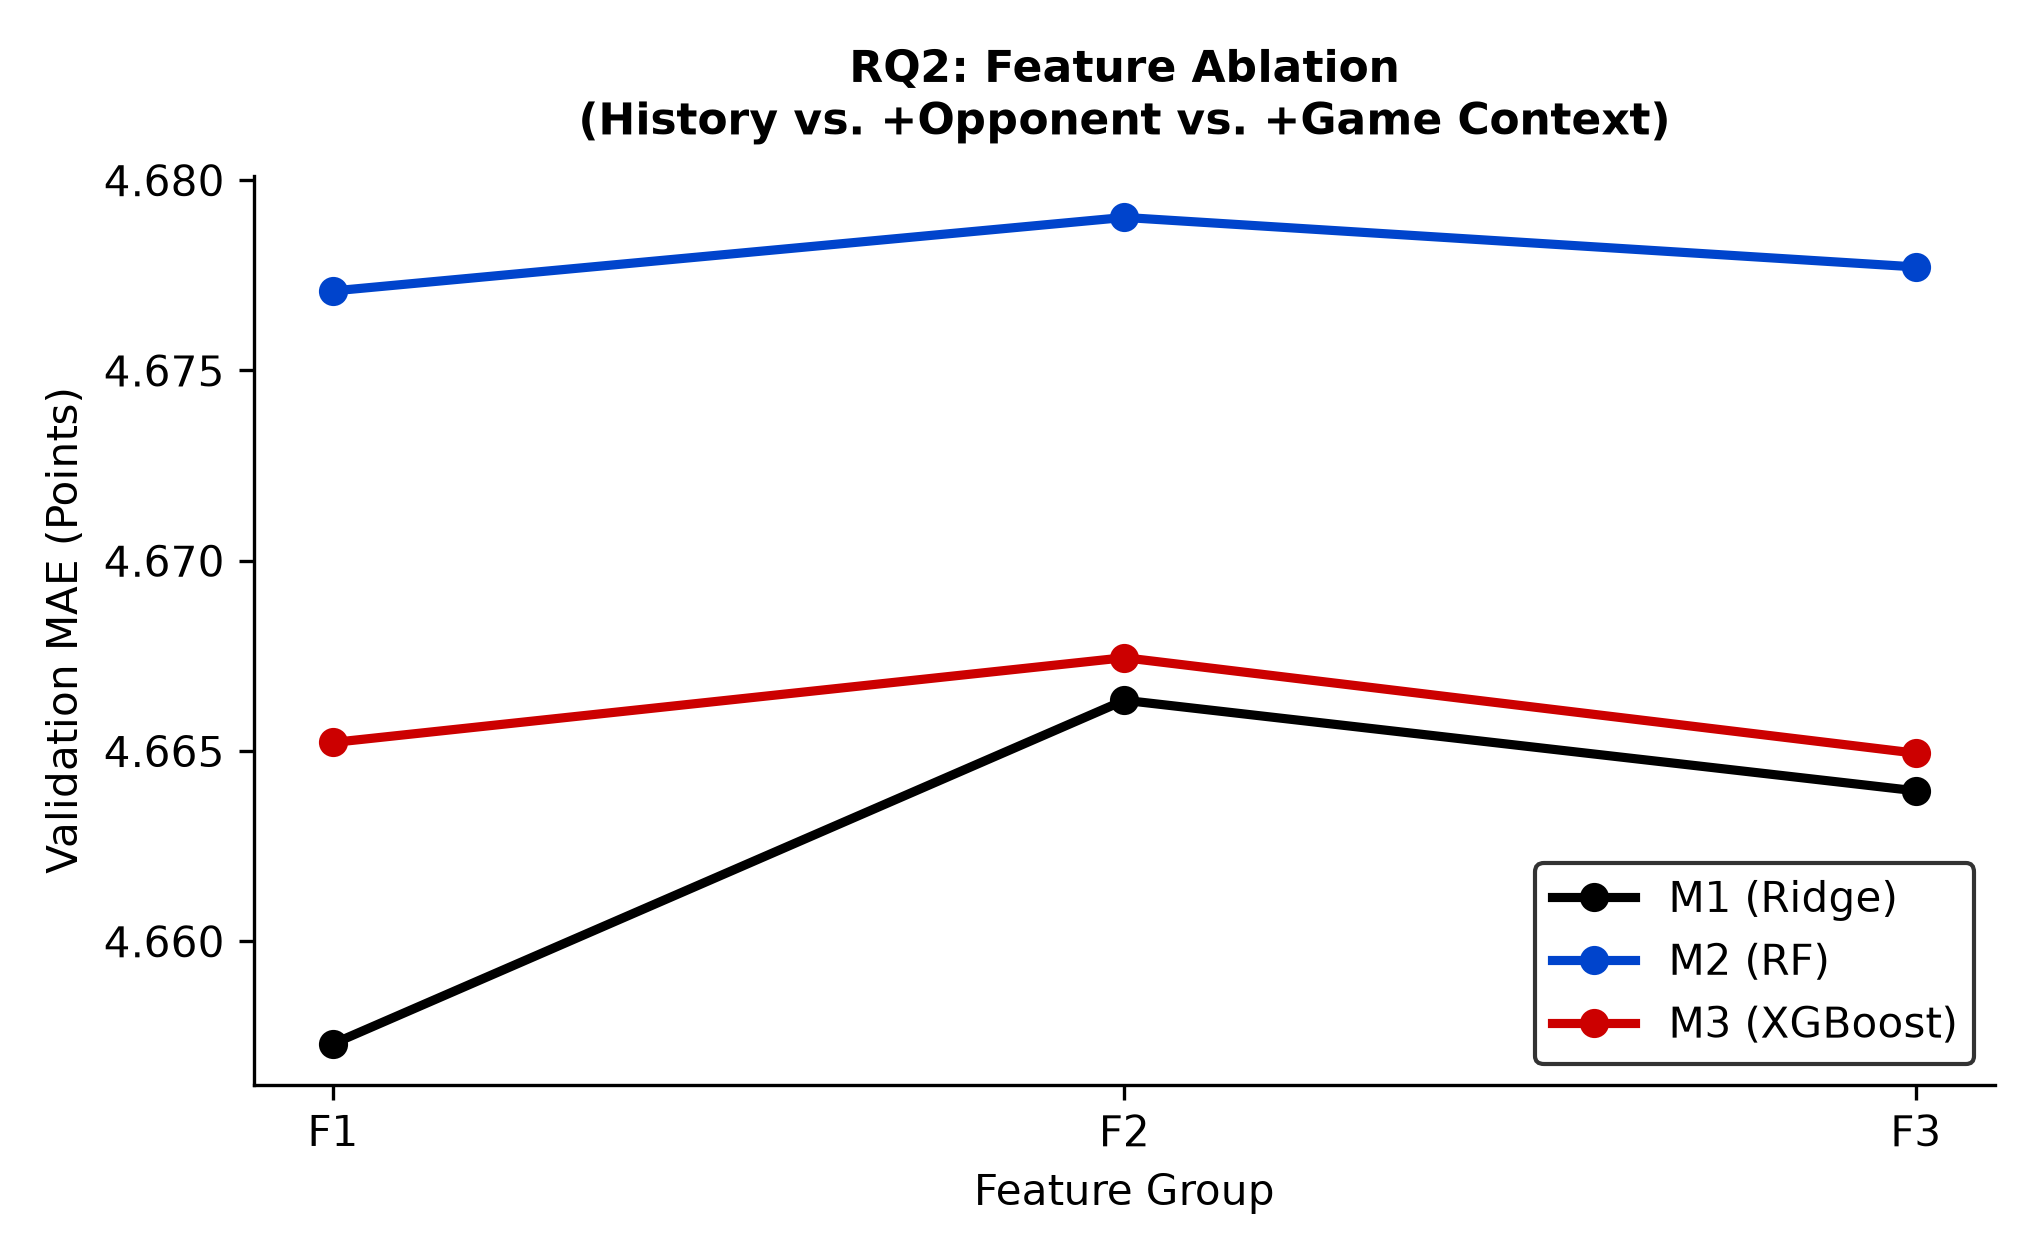 RQ2: Feature Ablation
(History vs. +Opponent vs. +Game Context)
4.680
4.675
4.670
4.665
4.660
Validation MAE (Points)
M1 (Ridge)
M2 (RF)
M3 (XGBoost)
F1 F2 F3
Feature Group